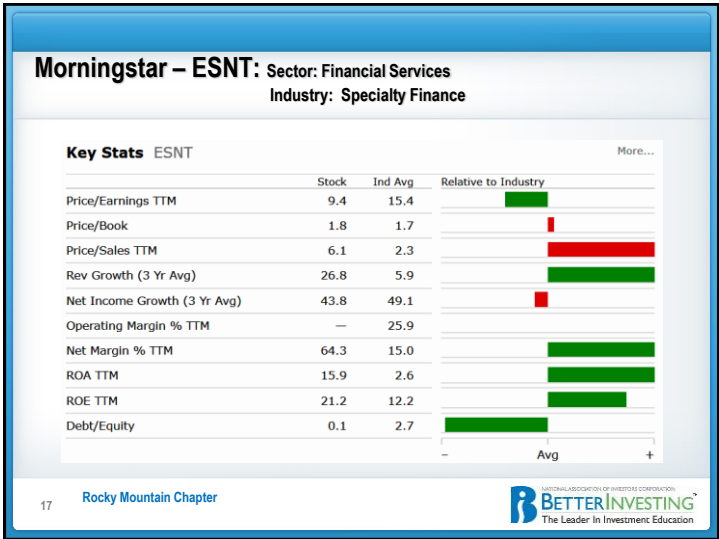 Morningstar – ESNT: Sector: Financial Services
Industry: Specialty Finance
Key Stats ESNT More...
Stock Ind Avg Relative to Industry
Price/Earnings TTM 9.4 15.4
Price/Book 1.8 1.7
Price/Sales TTM 6.1 2.3
Rev Growth (3 Yr Avg) 26.8 5.9
Net Income Growth (3 Yr Avg) 43.8 49.1
Operating Margin % TTM — 25.9
Net Margin % TTM 64.3 15.0
ROA TTM 15.9 2.6
ROE TTM 21.2 12.2
Debt/Equity 0.1 2.7
– Avg +
17 Rocky Mountain Chapter
NATIONAL ASSOCIATION OF INVESTORS CORPORATION
BETTERINVESTING™
The Leader In Investment Education